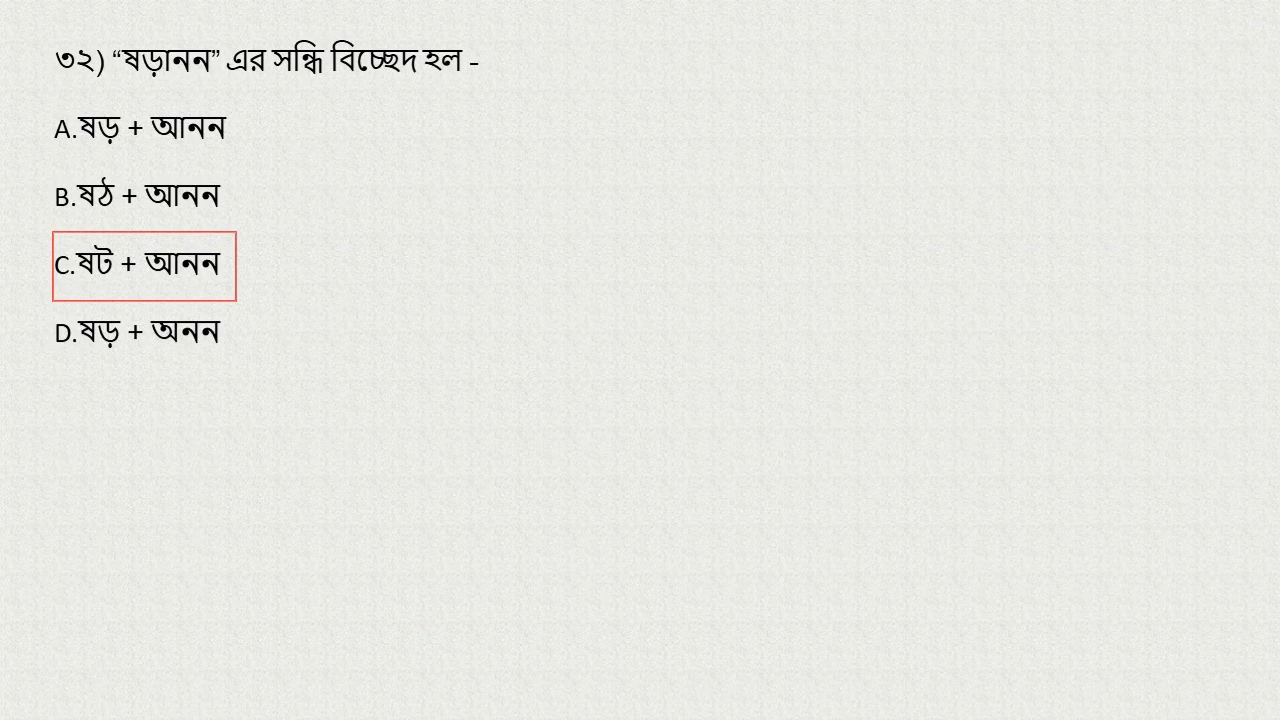 ৩২) “ষড়ানন” এর সন্ধি বিচ্ছেদ হল -
A.ষড় + আনন
B.ষঠ + আনন
C.ষট + আনন
D.ষড় + অনন